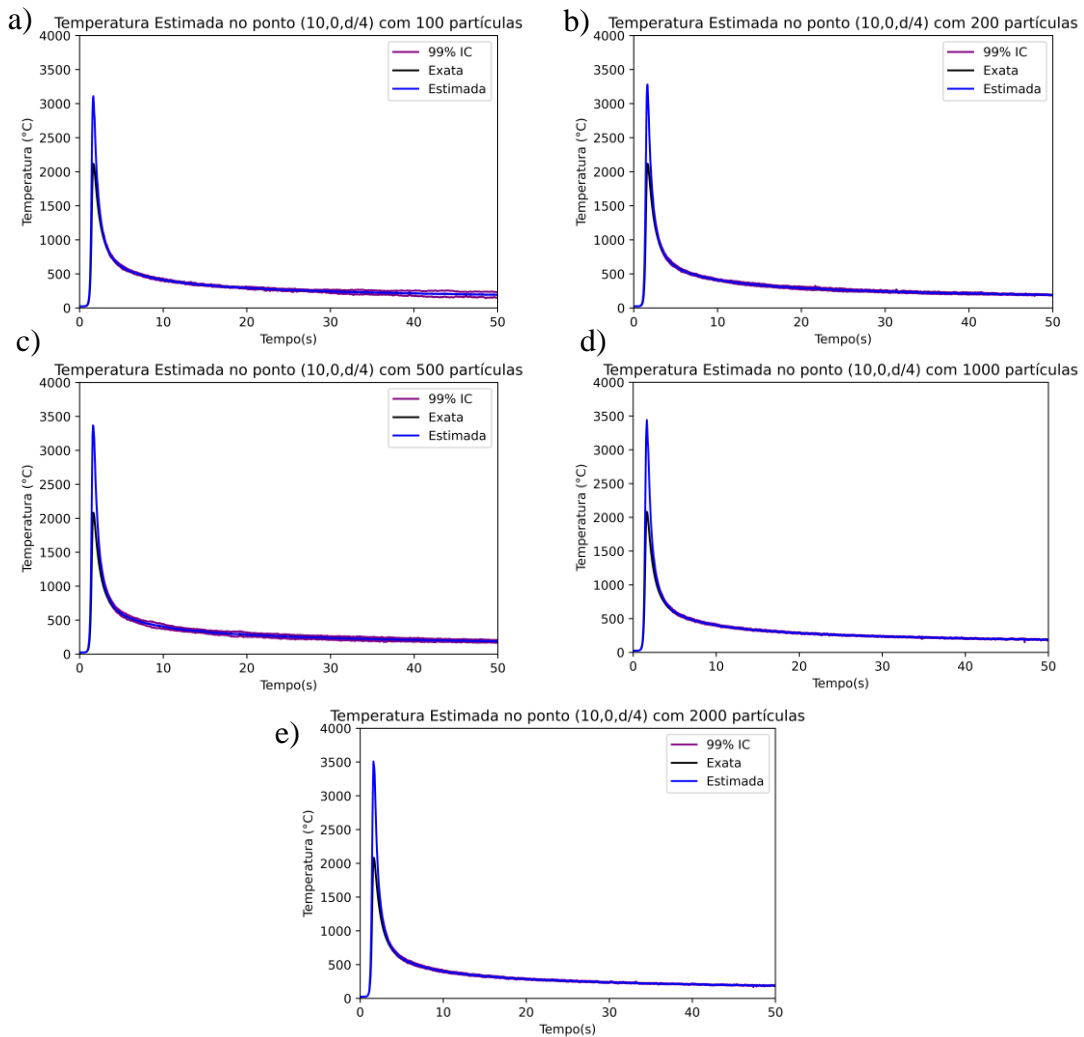 a)
Temperatura Estimada no ponto (10,0,d/4) com 100 partículas
4000
3500
3000
2500
2000
1500
1000
500
0
Temperatura (°C)
99% IC
Exata
Estimada
0 10 20 30 40 50
Tempo(s)
b)
Temperatura Estimada no ponto (10,0,d/4) com 200 partículas
4000
3500
3000
2500
2000
1500
1000
500
0
Temperatura (°C)
99% IC
Exata
Estimada
0 10 20 30 40 50
Tempo(s)
c)
Temperatura Estimada no ponto (10,0,d/4) com 500 partículas
4000
3500
3000
2500
2000
1500
1000
500
0
Temperatura (°C)
99% IC
Exata
Estimada
0 10 20 30 40 50
Tempo(s)
d)
Temperatura Estimada no ponto (10,0,d/4) com 1000 partículas
4000
3500
3000
2500
2000
1500
1000
500
0
Temperatura (°C)
99% IC
Exata
Estimada
0 10 20 30 40 50
Tempo(s)
e)
Temperatura Estimada no ponto (10,0,d/4) com 2000 partículas
4000
3500
3000
2500
2000
1500
1000
500
0
Temperatura (°C)
99% IC
Exata
Estimada
0 10 20 30 40 50
Tempo(s)